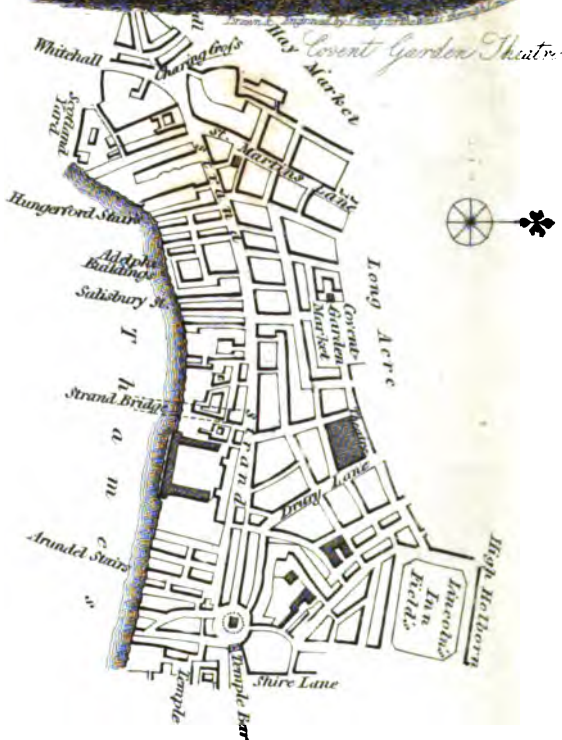 Covent Garden Theatre
Whitehall
Charing Cross
Hay Market
Scotland
Yard
St. Martins Lane
Strand
Hungerford Stairs
Adelphi
Buildings
Salisbury St.
Long Acre
Covent
Garden
Market
Thames
Strand Bridge
Strand
Theatre
Drury Lane
Arundel Stairs
High Holborn
Lincoln's
Inn
Fields
Shire Lane
Temple Bar
Temple